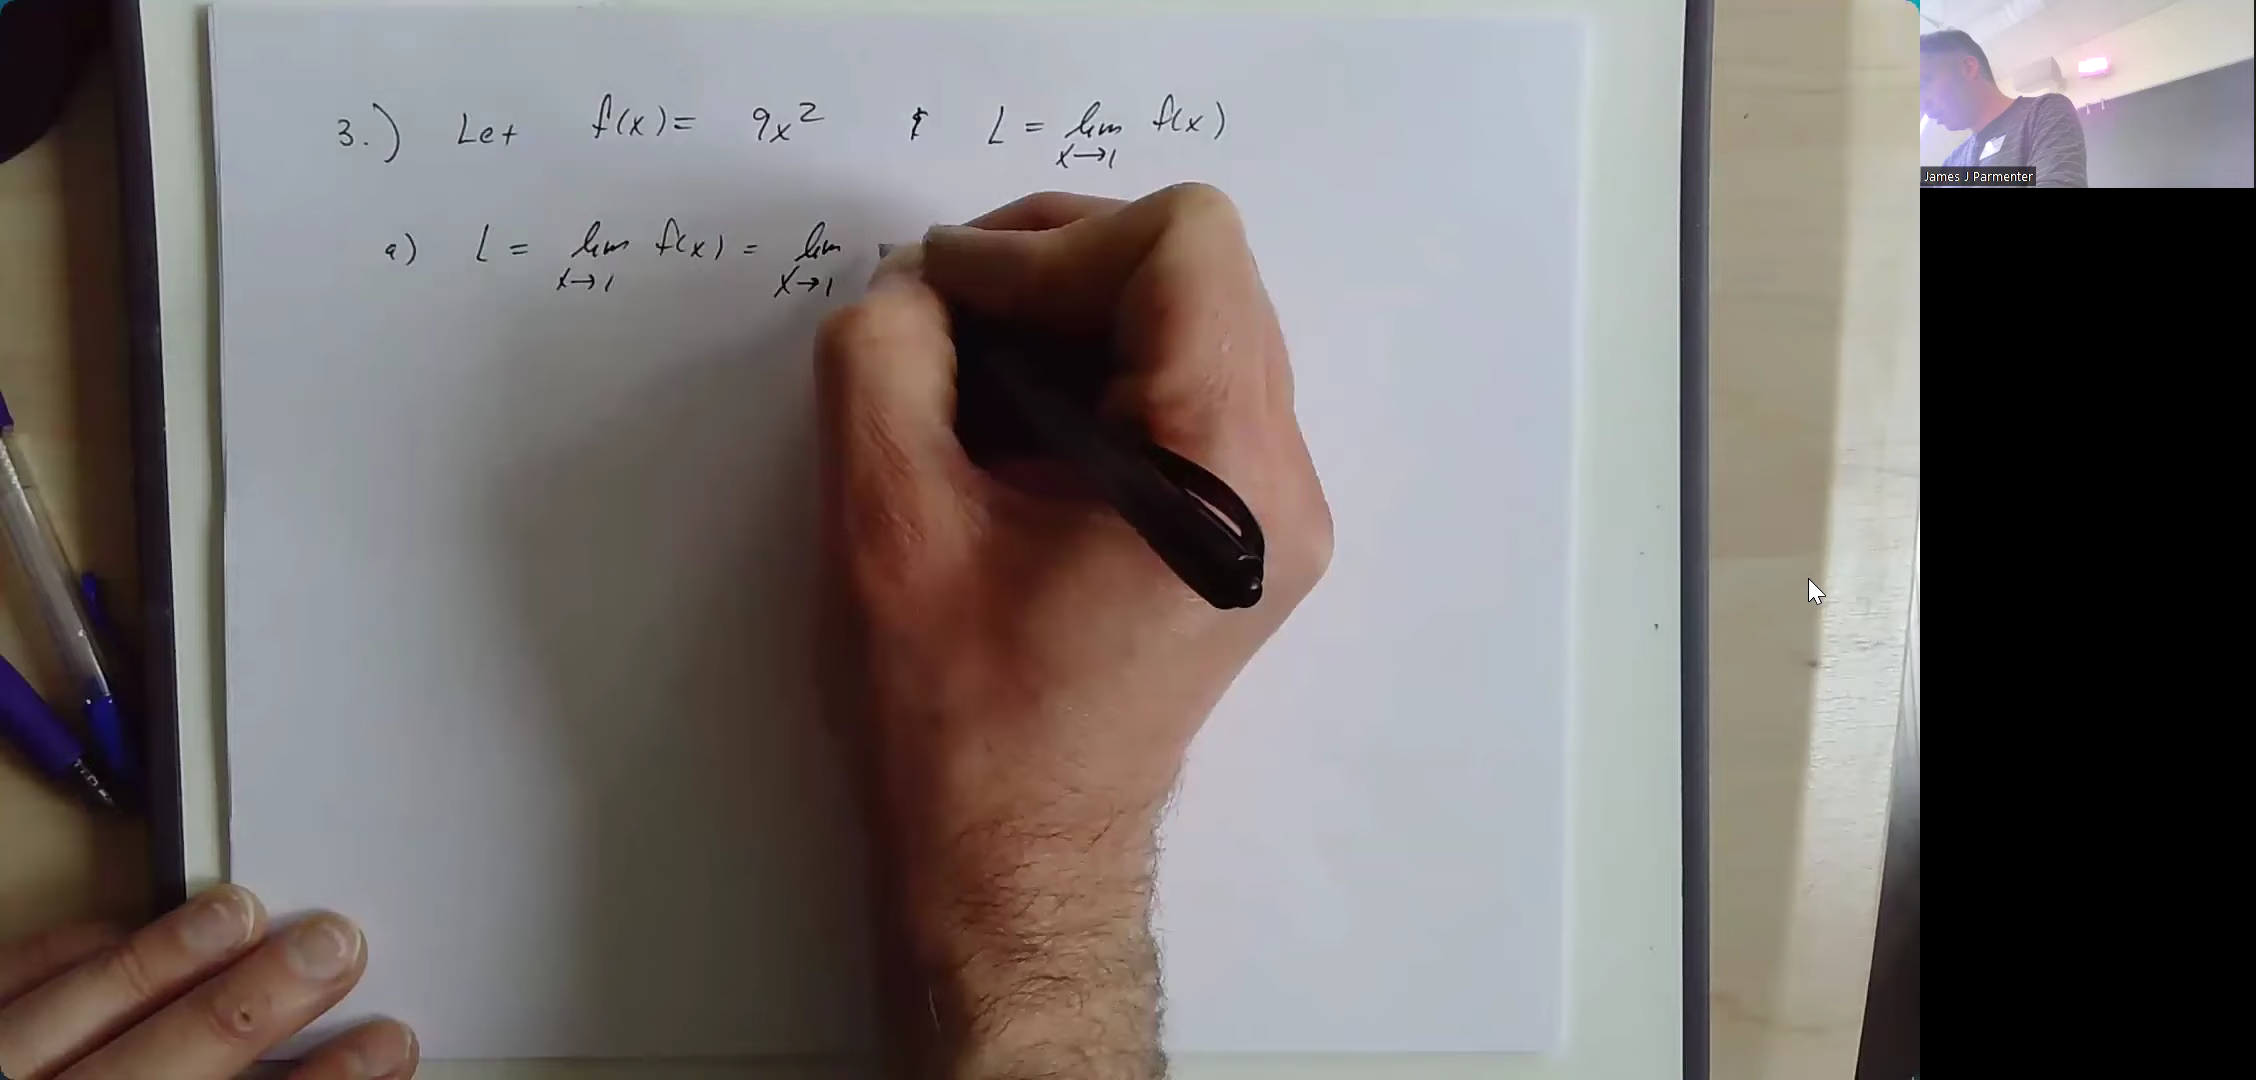 3.) Let f(x) = 9x² & L = lim x→1 f(x)
a) L = lim x→1 f(x) = lim x→1
James J Parmenter